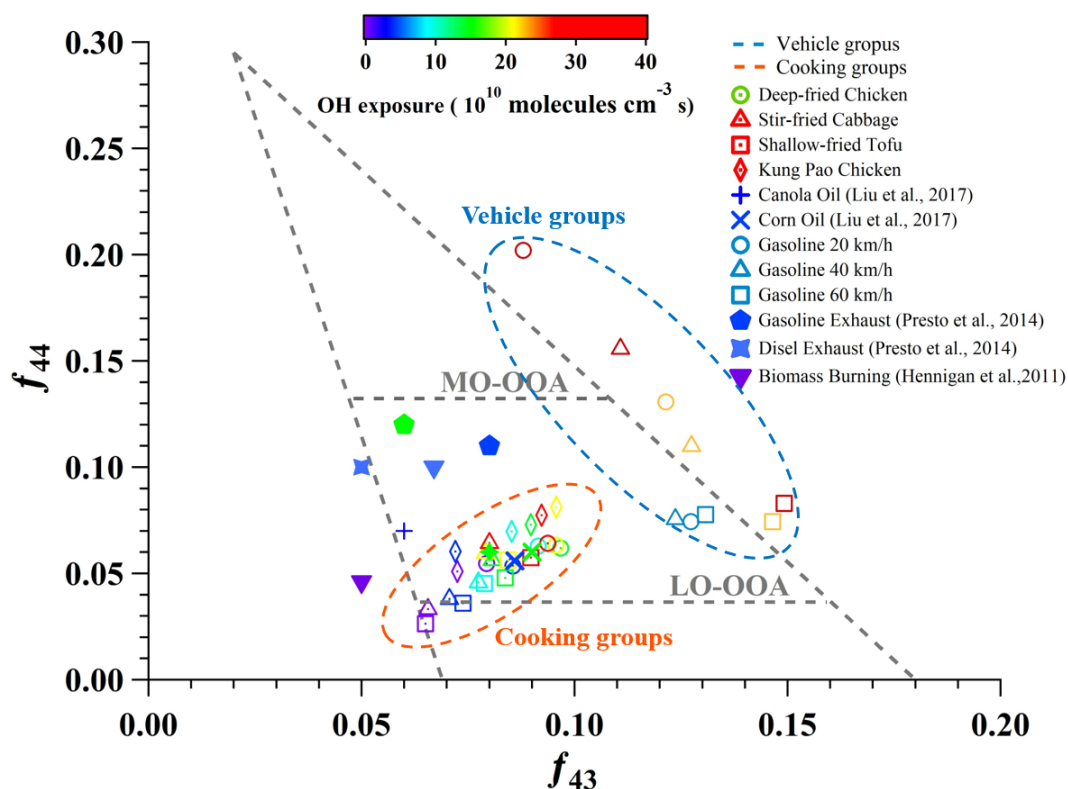 0 10 20 30 40
OH exposure ( 10^10 molecules cm^-3 s)
Vehicle gropus
Cooking groups
Deep-fried Chicken
Stir-fried Cabbage
Shallow-fried Tofu
Kung Pao Chicken
Canola Oil (Liu et al., 2017)
Corn Oil (Liu et al., 2017)
Gasoline 20 km/h
Gasoline 40 km/h
Gasoline 60 km/h
Gasoline Exhaust (Presto et al., 2014)
Disel Exhaust (Presto et al., 2014)
Biomass Burning (Hennigan et al.,2011)
Vehicle groups
MO-OOA
LO-OOA
Cooking groups
f44
0.30
0.25
0.20
0.15
0.10
0.05
0.00
0.00 0.05 0.10 0.15 0.20
f43